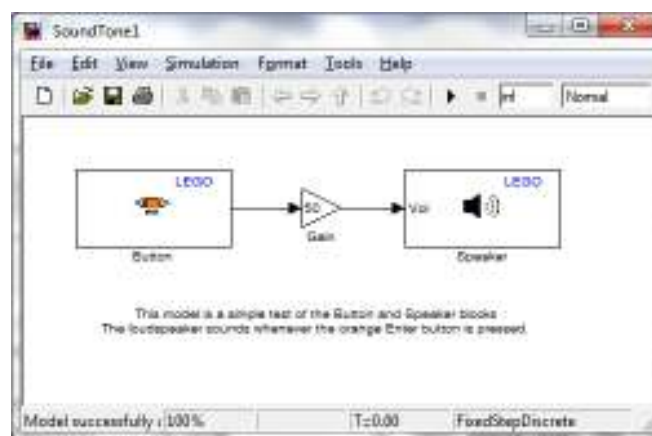 SoundTone1
File Edit View Simulation Format Tools Help
Inf Normal
LEGO LEGO
50 Vol
Gain
Button Speaker
This model is a simple test of the Button and Speaker blocks
The loudspeaker sounds whenever the orange Enter button is pressed.
Model successfully 100% T=0.00 FixedStepDiscrete